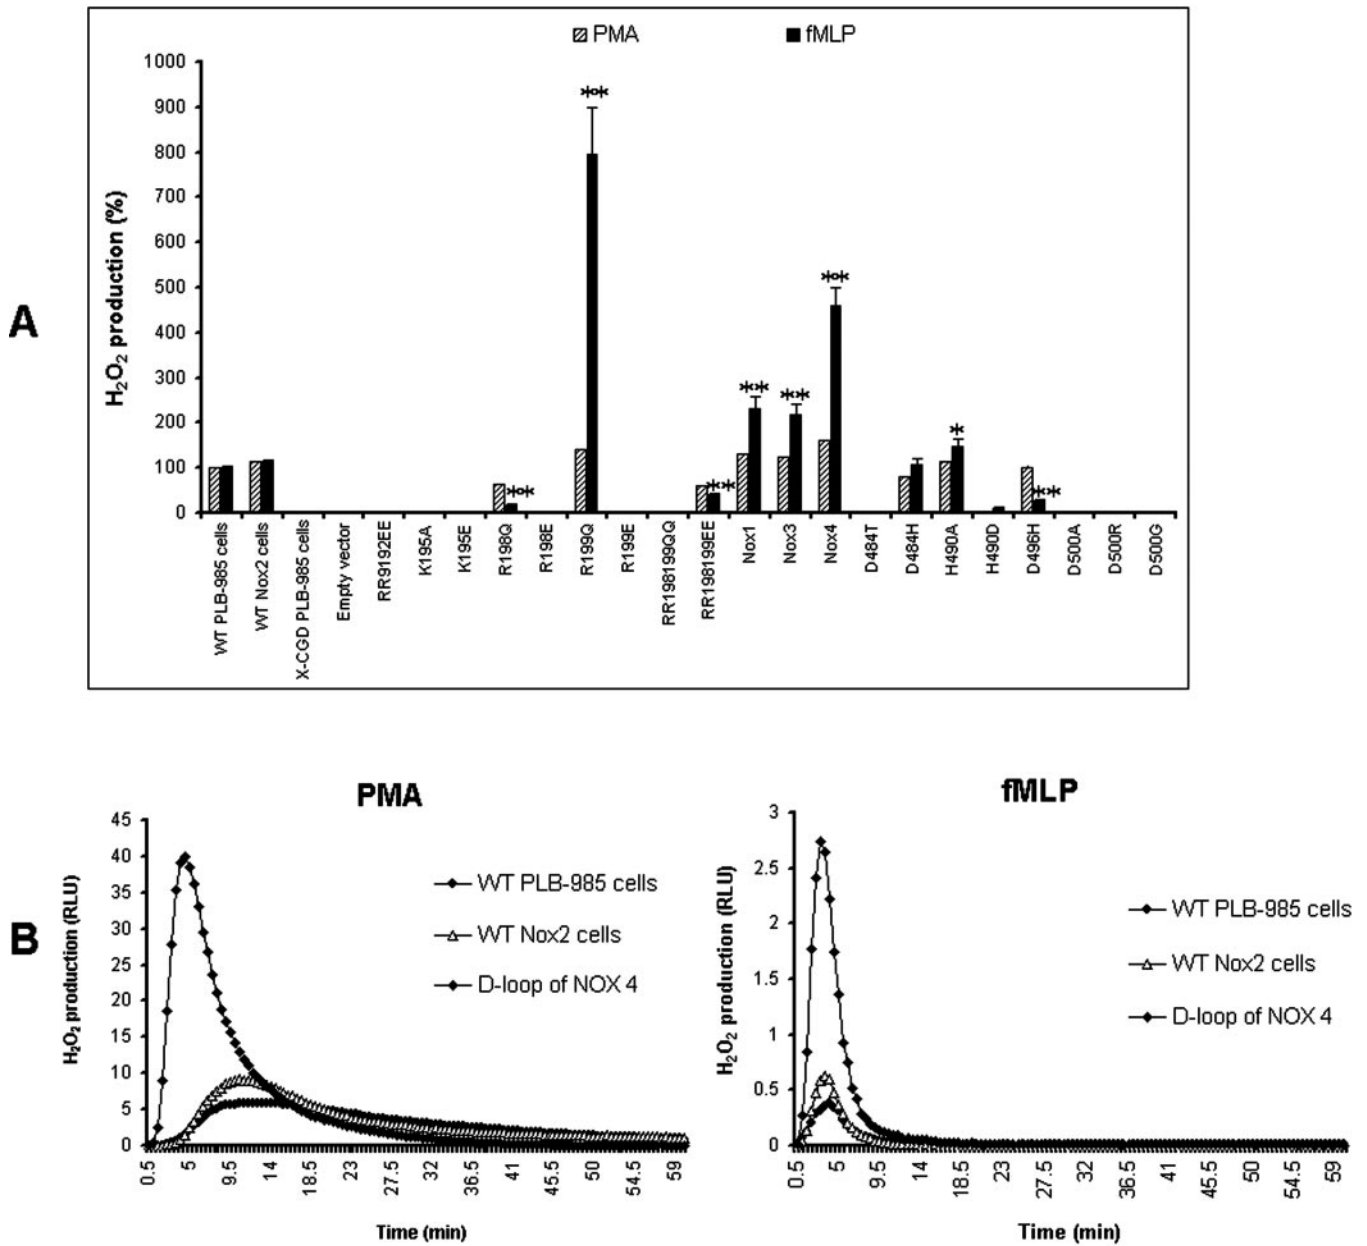 PMA fMLP
1000
900
800
700
600
500
400
300
200
100
0
H₂O₂ production (%)
** ** ** ** ** ** * **
WT PLB-985 cells
WT Nox2 cells
X-CGD PLB-985 cells
Empty vector
RR9192EE
K195A
K195E
R198Q
R198E
R199Q
R199E
RR198199QQ
RR198199EE
Nox1
Nox3
Nox4
D484T
D484H
H490A
H490D
D496H
D500A
D500R
D500G
A
B
PMA
45
40
35
30
25
20
15
10
5
0
H₂O₂ production (RLU)
WT PLB-985 cells
WT Nox2 cells
D-loop of NOX 4
0.5 5 9.5 14 18.5 23 27.5 32 36.5 41 45.5 50 54.5 59
Time (min)
fMLP
3
2.5
2
1.5
1
0.5
0
H₂O₂ production (RLU)
WT PLB-985 cells
WT Nox2 cells
D-loop of NOX 4
0.5 5 9.5 14 18.5 23 27.5 32 36.5 41 45.5 50 54.5 59
Time (min)